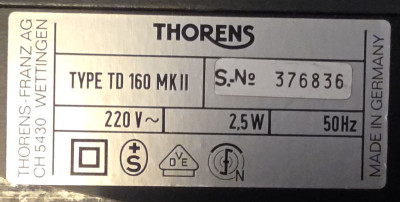 THORENS
TYPE TD 160 MK II
S.-No 376836
220 V~ 2,5 W 50Hz
+S
DVE
N
THORENS-FRANZ AG
CH 5430 WETTINGEN
MADE IN GERMANY